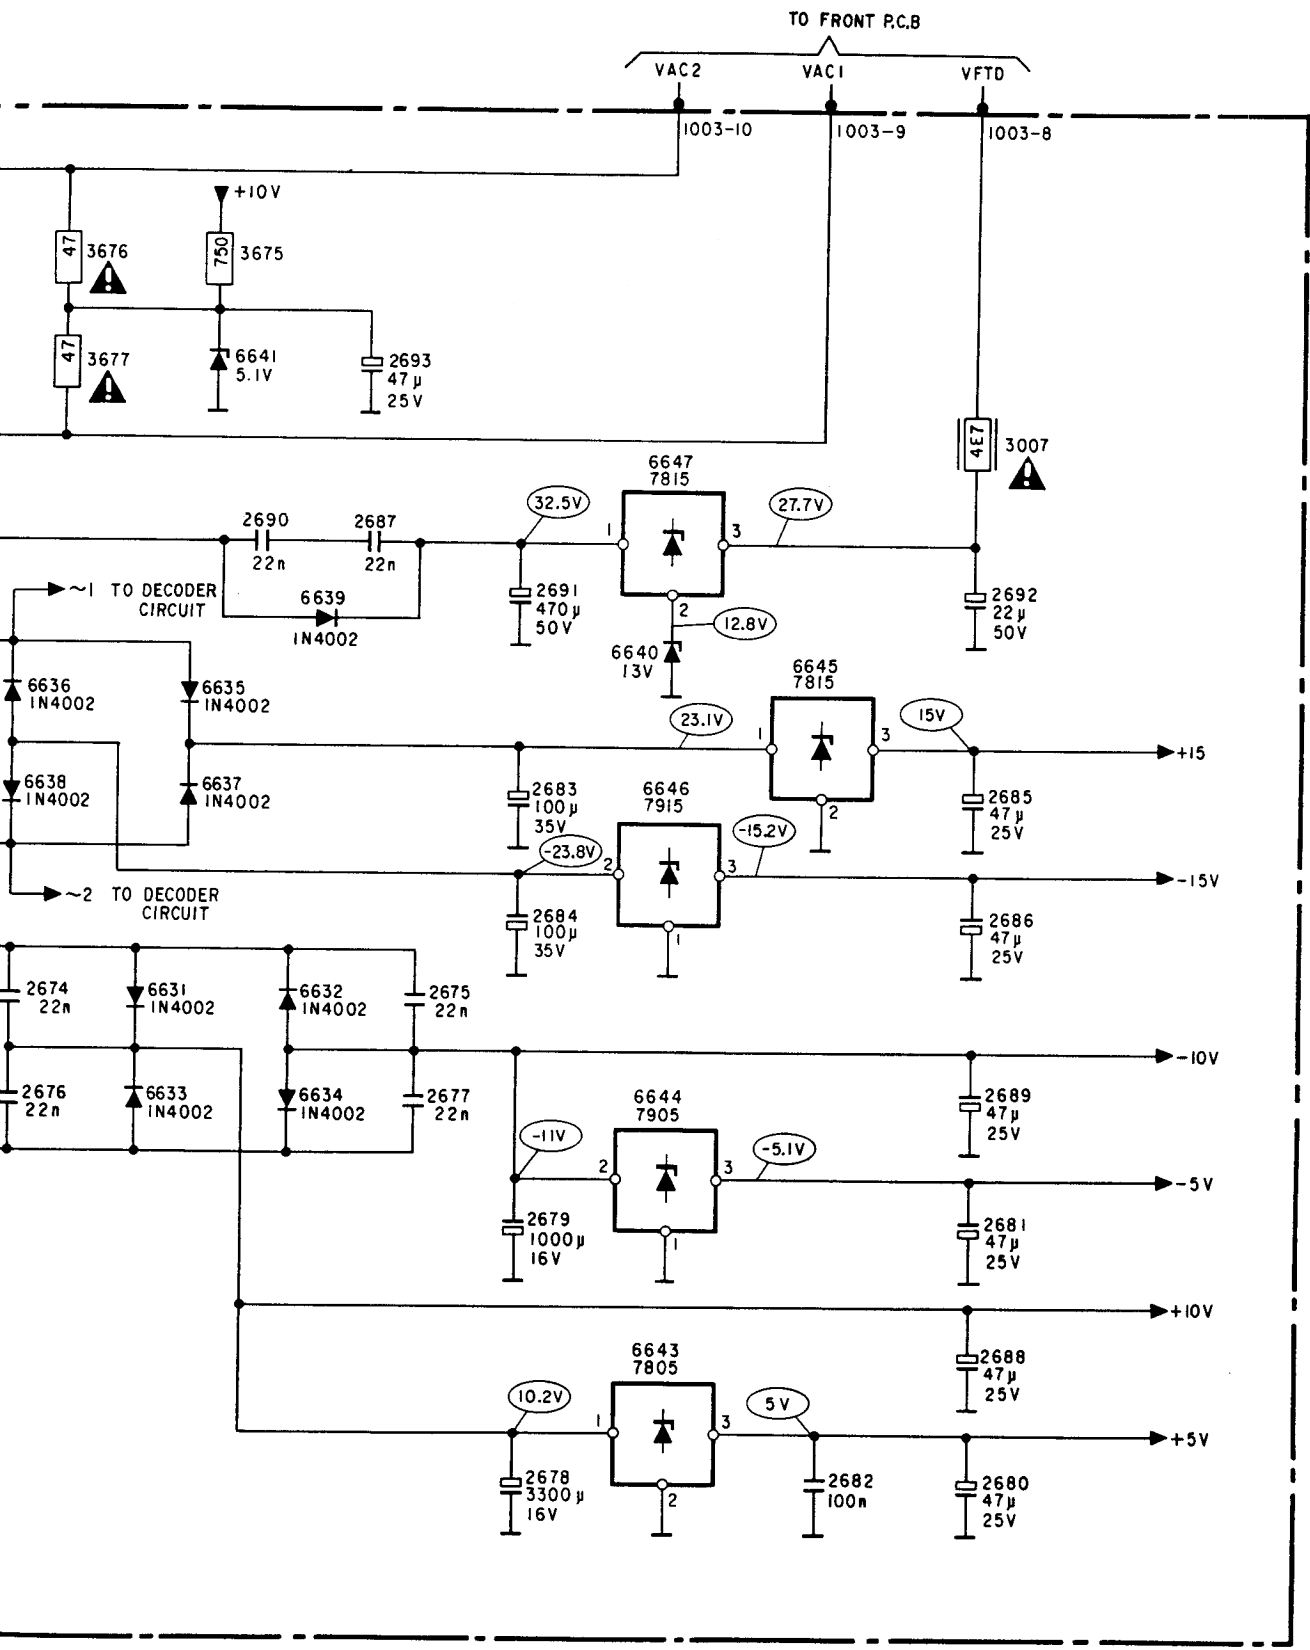 TO FRONT P.C.B
VAC2 VAC1 VFTD
1003-10 1003-9 1003-8
+10V
47 3676
750 3675
47 3677
6641
5.1V
2693
47µ
25V
4E7 3007
6647
7815
32.5V
27.7V
2690 2687
22n 22n
1 3
~1 TO DECODER
CIRCUIT
6639
1N4002
2691
470µ
50V
2
12.8V
2692
22µ
50V
6640
13V
6645
7815
6636
1N4002
6635
1N4002
23.1V
15V
1 3
+15
6638
1N4002
6637
1N4002
2683
100µ
35V
6646
7915
2
2685
47µ
25V
-23.8V
-15.2V
2 3
-15V
~2 TO DECODER
CIRCUIT
2684
100µ
35V
1
2686
47µ
25V
2674
22n
6631
1N4002
6632
1N4002
2675
22n
-10V
2676
22n
6633
1N4002
6634
1N4002
2677
22n
6644
7905
2689
47µ
25V
-11V
-5.1V
2 3
-5V
2679
1000µ
16V
1
2681
47µ
25V
+10V
6643
7805
2688
47µ
25V
10.2V
5V
1 3
+5V
2678
3300µ
16V
2
2682
100n
2680
47µ
25V